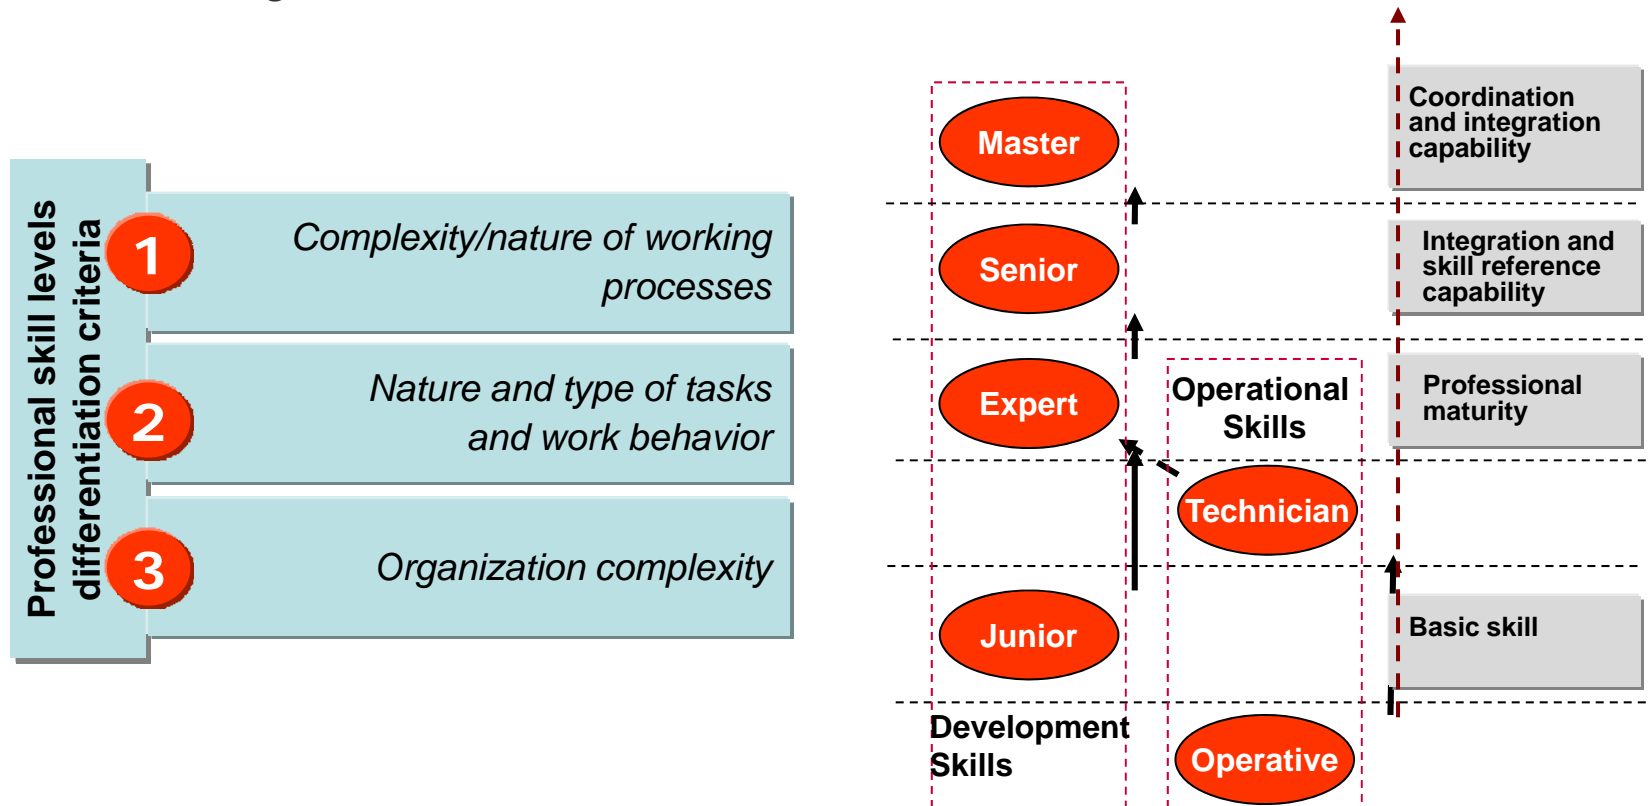 Professional skill levels
differentiation criteria
1
Complexity/nature of working
processes
2
Nature and type of tasks
and work behavior
3
Organization complexity
Master
Coordination
and integration
capability
Senior
Integration and
skill reference
capability
Expert
Operational
Skills
Professional
maturity
Technician
Junior
Basic skill
Development
Skills
Operative